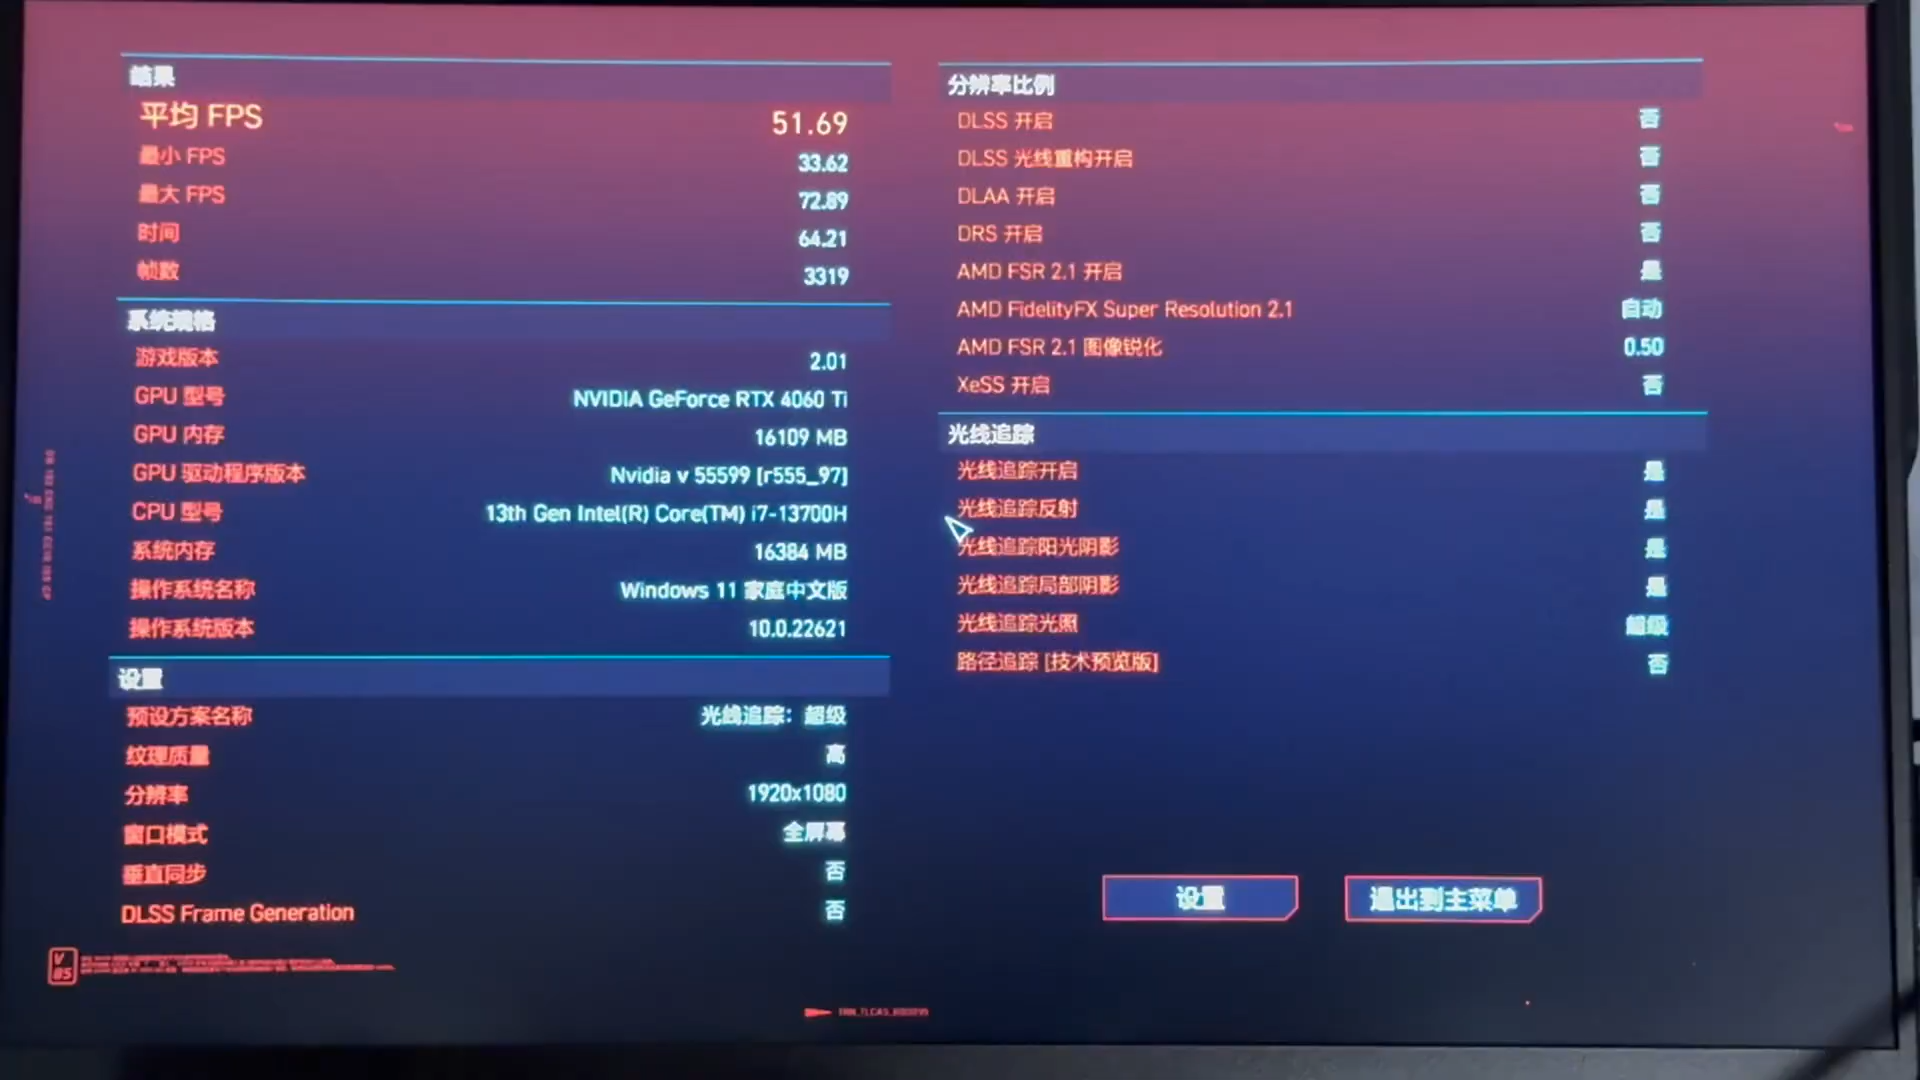 结果
平均 FPS 51.69
最小 FPS 33.62
最大 FPS 72.89
时间 64.21
帧数 3319
系统规格
游戏版本 2.01
GPU 型号 NVIDIA GeForce RTX 4060 Ti
GPU 内存 16109 MB
GPU 驱动程序版本 Nvidia v 55599 [r555_97]
CPU 型号 13th Gen Intel(R) Core(TM) i7-13700H
系统内存 16384 MB
操作系统名称 Windows 11 家庭中文版
操作系统版本 10.0.22621
设置
预设方案名称 光线追踪：超级
纹理质量 高
分辨率 1920x1080
窗口模式 全屏幕
垂直同步 否
DLSS Frame Generation 否
分辨率比例
DLSS 开启 否
DLSS 光线重构开启 否
DLAA 开启 否
DRS 开启 否
AMD FSR 2.1 开启 是
AMD FidelityFX Super Resolution 2.1 自动
AMD FSR 2.1 图像锐化 0.50
XeSS 开启 否
光线追踪
光线追踪开启 是
光线追踪反射 是
光线追踪阳光阴影 是
光线追踪局部阴影 是
光线追踪光照 超级
路径追踪 [技术预览版] 否
设置
退出到主菜单
V
85